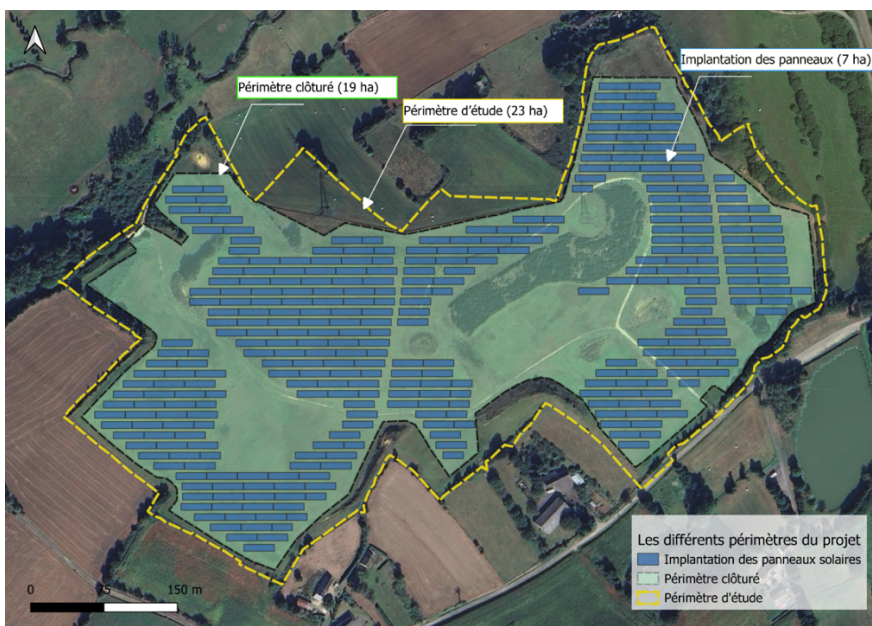 Implantation des panneaux (7 ha)
Périmètre clôturé (19 ha)
Périmètre d'étude (23 ha)
Les différents périmètres du projet
Implantation des panneaux solaires
Périmètre clôturé
Périmètre d'étude
0 75 150 m